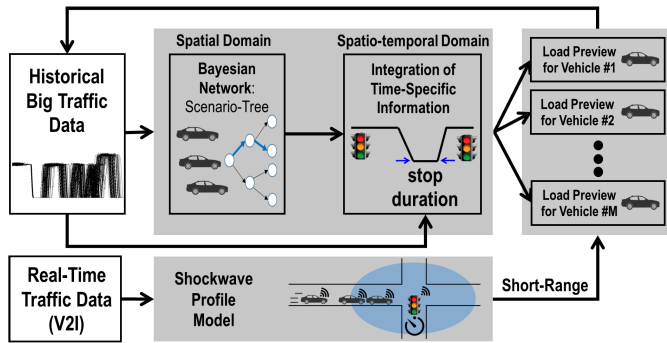 Spatial Domain
Spatio-temporal Domain
Historical
Big Traffic
Data
Bayesian
Network:
Scenario-Tree
Integration of
Time-Specific
Information
stop
duration
Load Preview
for Vehicle #1
Load Preview
for Vehicle #2
Load Preview
for Vehicle #M
Real-Time
Traffic Data
(V2I)
Shockwave
Profile
Model
Short-Range